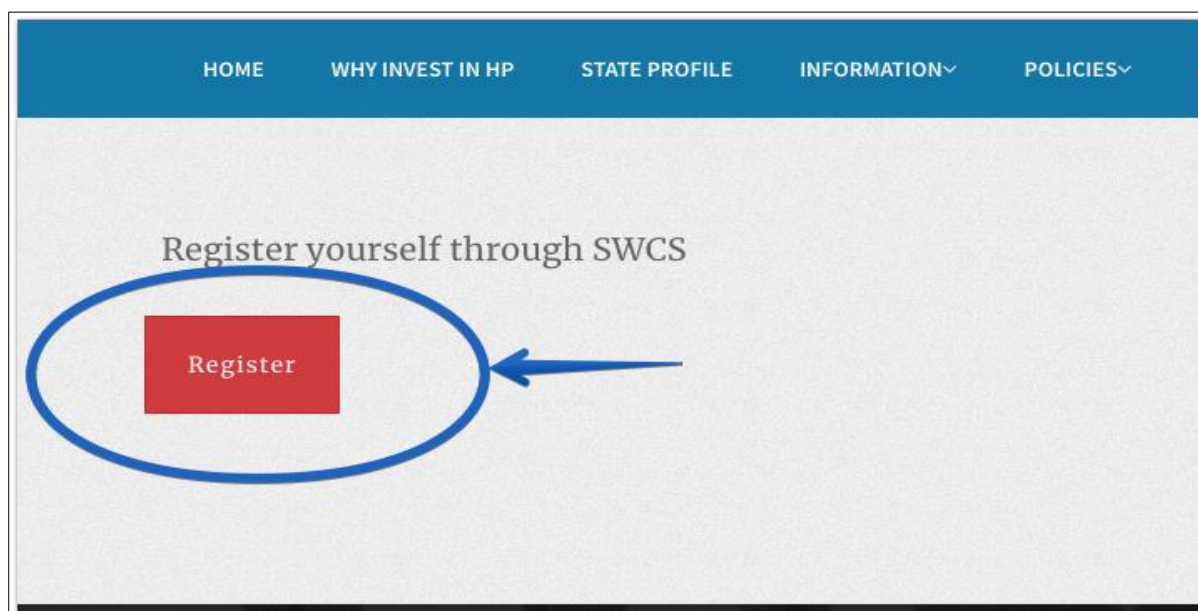 HOME WHY INVEST IN HP STATE PROFILE INFORMATION POLICIES
Register yourself through SWCS
Register